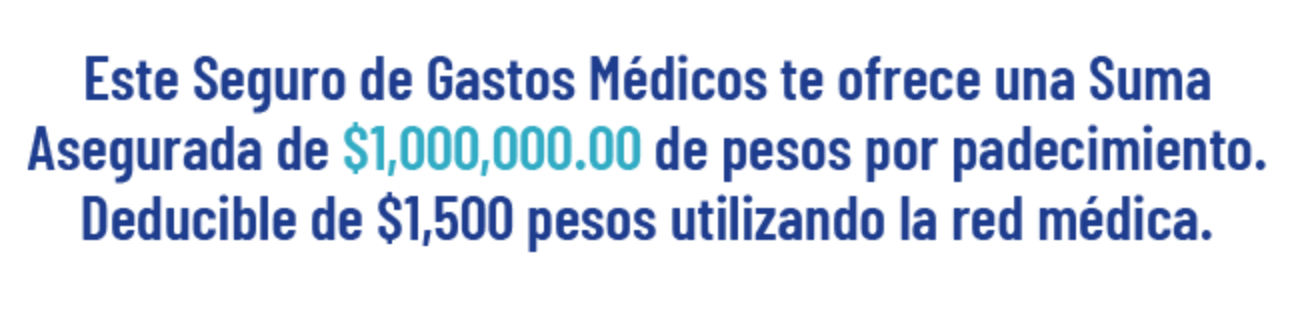 Este Seguro de Gastos Médicos te ofrece una Suma
Asegurada de $1,000,000.00 de pesos por padecimiento.
Deducible de $1,500 pesos utilizando la red médica.